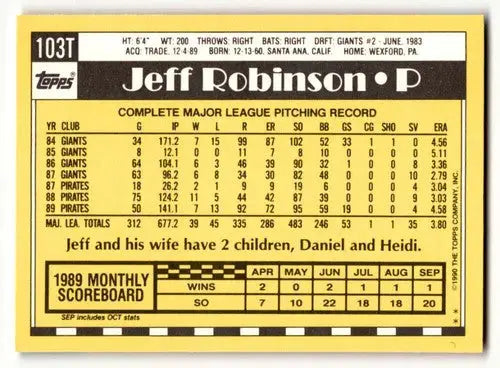 103T
HT: 6'4" WT: 200 THROWS: RIGHT BATS: RIGHT DRFT: GIANTS #2 - JUNE, 1983
ACQ: TRADE, 12-4-89 BORN: 12-13-60, SANTA ANA, CALIF. HOME: WEXFORD, PA.
Topps
Jeff Robinson • P
COMPLETE MAJOR LEAGUE PITCHING RECORD
YR CLUB G IP W L R ER SO BB GS CG SHO SV ERA
84 GIANTS 34 171.2 7 15 99 87 102 52 33 1 1 0 4.56
85 GIANTS 8 12.1 0 0 11 7 8 10 0 0 0 0 5.11
86 GIANTS 64 104.1 6 3 46 39 90 32 1 0 0 8 3.36
87 GIANTS 63 96.2 6 8 34 30 82 48 0 0 0 10 2.79
87 PIRATES 18 26.2 2 1 9 9 19 6 0 0 0 4 3.04
88 PIRATES 75 124.2 11 5 44 42 87 39 0 0 0 9 3.03
89 PIRATES 50 141.1 7 13 92 72 95 59 19 0 0 4 4.58
MAJ. LEA. TOTALS 312 677.2 39 45 335 286 483 246 53 1 1 35 3.80
Jeff and his wife have 2 children, Daniel and Heidi.
1989 MONTHLY SCOREBOARD
APR MAY JUN JUL AUG SEP
WINS 2 0 2 1 1 1
SO 7 10 22 18 18 20
SEP includes OCT stats
©1990 THE TOPPS COMPANY, INC.
* *